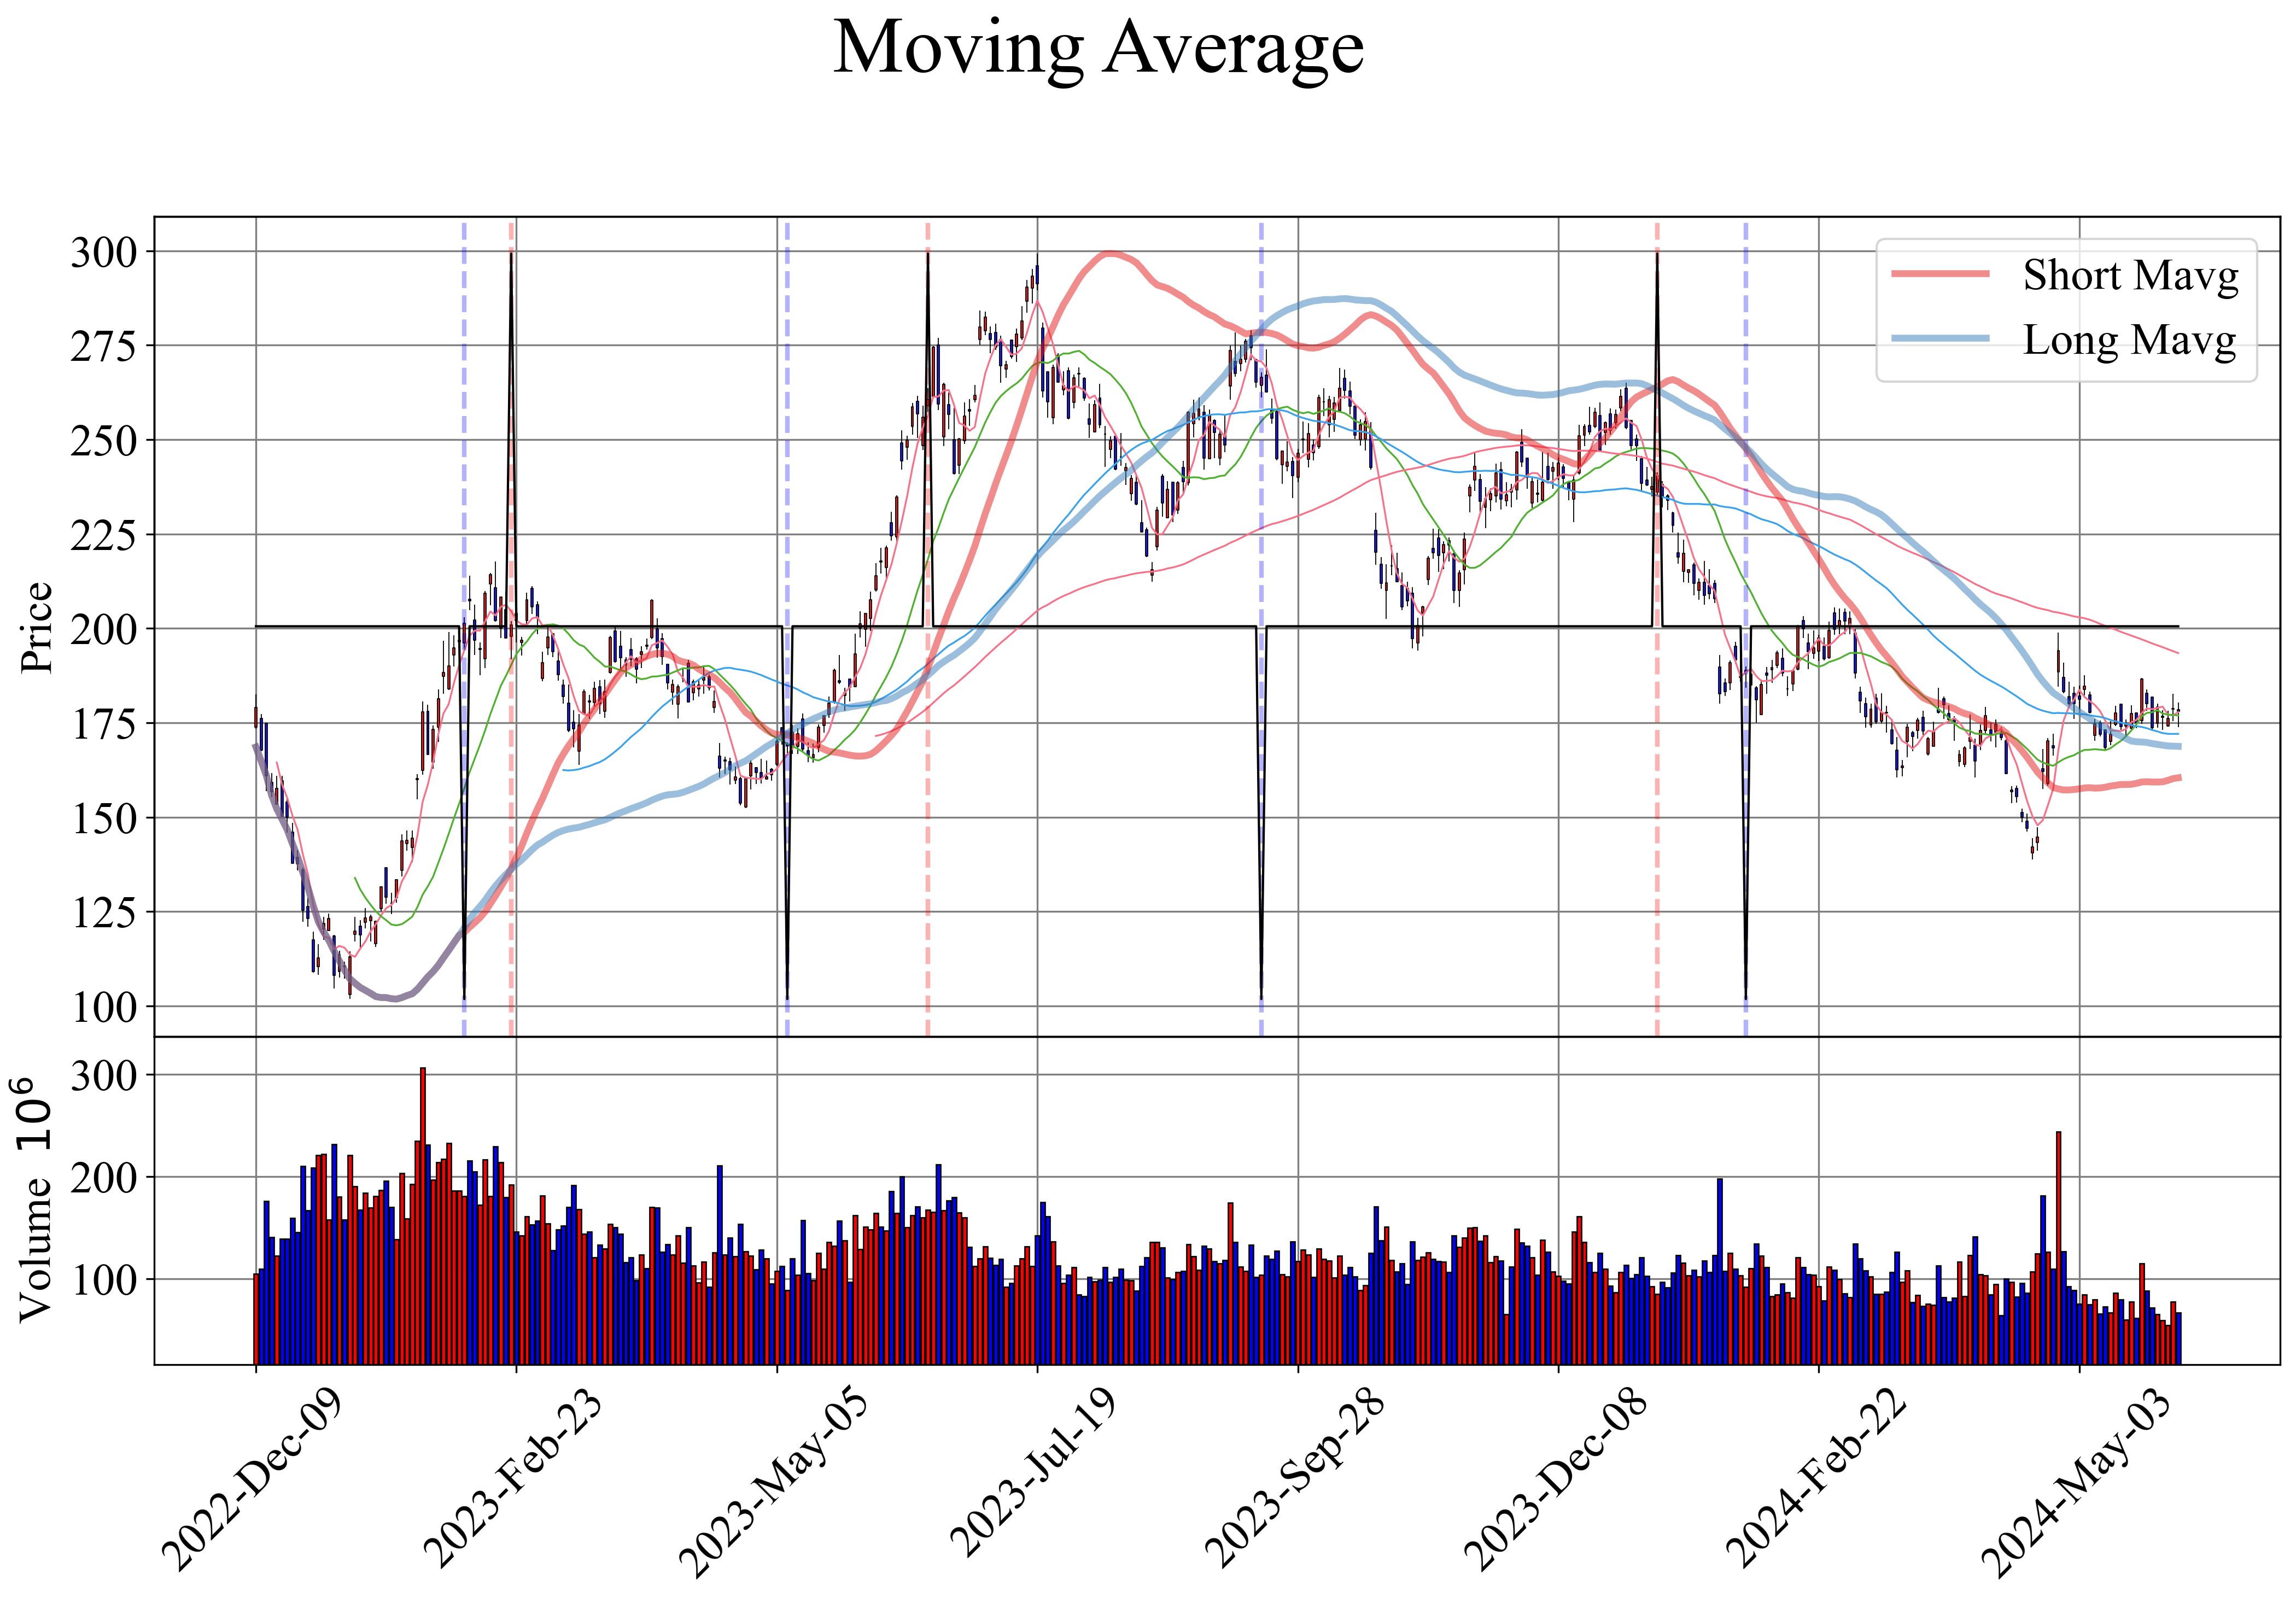 Moving Average
Price
300
275
250
225
200
175
150
125
100
Short Mavg
Long Mavg
Volume 10⁶
300
200
100
2022-Dec-09
2023-Feb-23
2023-May-05
2023-Jul-19
2023-Sep-28
2023-Dec-08
2024-Feb-22
2024-May-03